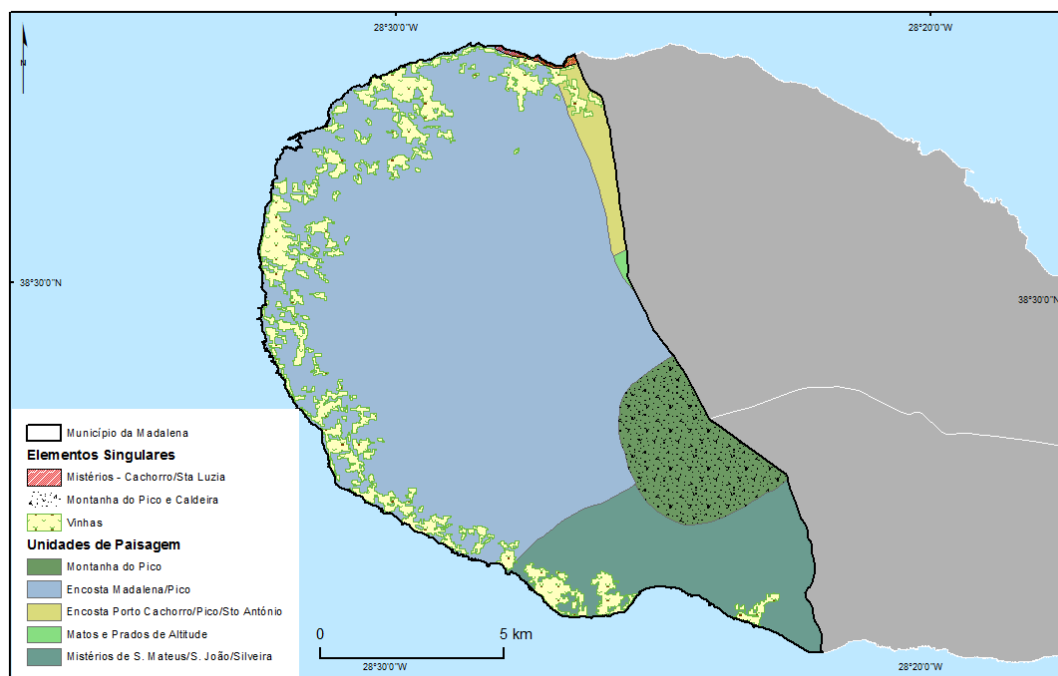 28°30'0"W
28°20'0"W
N
38°30'0"N
38°30'0"N
Município da Madalena
Elementos Singulares
Mistérios - Cachorro/Sta Luzia
Montanha do Pico e Caldeira
Vinhas
Unidades de Paisagem
Montanha do Pico
Encosta Madalena/Pico
Encosta Porto Cachorro/Pico/Sto António
Matos e Prados de Altitude
Mistérios de S. Mateus/S. João/Silveira
0 5 km
28°30'0"W
28°20'0"W